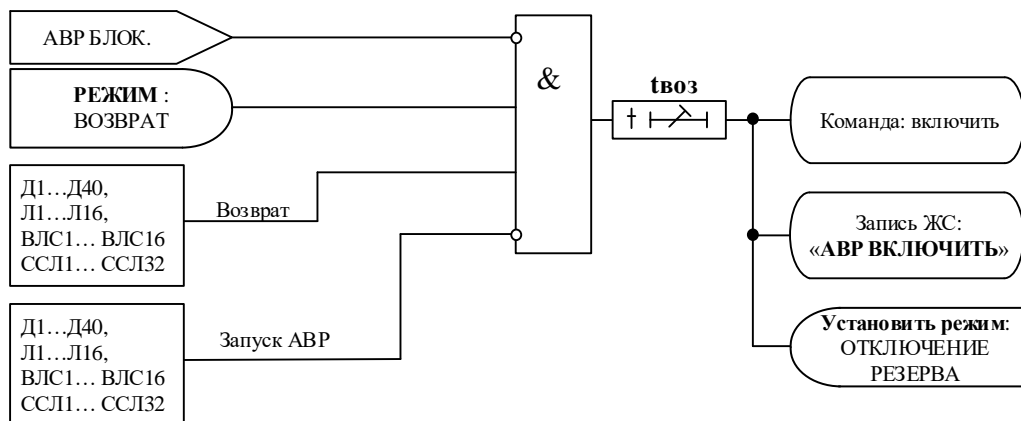 АВР БЛОК.
РЕЖИМ :
ВОЗВРАТ
Д1…Д40,
Л1…Л16,
ВЛС1… ВЛС16
ССЛ1… ССЛ32
Возврат
Д1…Д40,
Л1…Л16,
ВЛС1… ВЛС16
ССЛ1… ССЛ32
Запуск АВР
&
tвоз
Команда: включить
Запись ЖС:
«АВР ВКЛЮЧИТЬ»
Установить режим:
ОТКЛЮЧЕНИЕ
РЕЗЕРВА